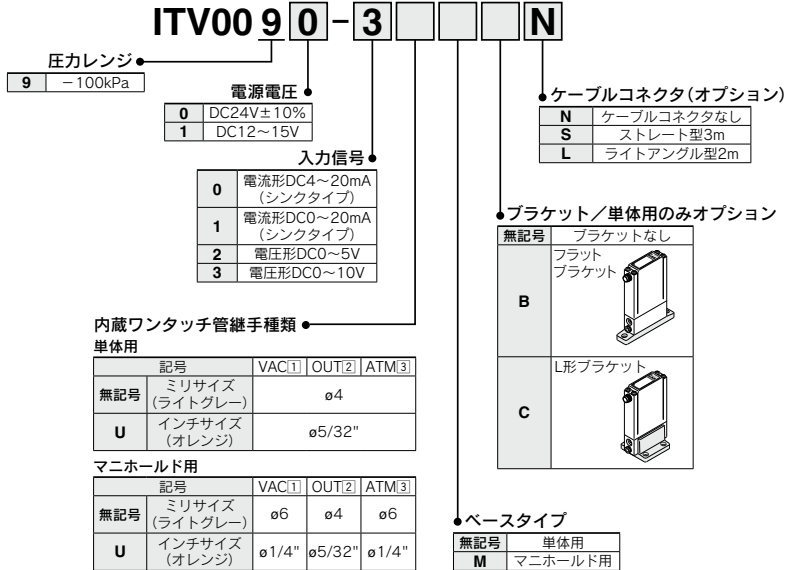 ITV00 9 0 - 3 N
圧力レンジ
9 －100kPa
電源電圧
0 DC24V±10%
1 DC12～15V
入力信号
0 電流形DC4～20mA
（シンクタイプ）
1 電流形DC0～20mA
（シンクタイプ）
2 電圧形DC0～5V
3 電圧形DC0～10V
内蔵ワンタッチ管継手種類
単体用
記号 VAC1 OUT2 ATM3
無記号 ミリサイズ
（ライトグレー） ø4
U インチサイズ
（オレンジ） ø5/32"
マニホールド用
記号 VAC1 OUT2 ATM3
無記号 ミリサイズ
（ライトグレー） ø6 ø4 ø6
U インチサイズ
（オレンジ） ø1/4" ø5/32" ø1/4"
ケーブルコネクタ（オプション）
N ケーブルコネクタなし
S ストレート型3m
L ライトアングル型2m
ブラケット／単体用のみオプション
無記号 ブラケットなし
B フラット
ブラケット
C L形ブラケット
ベースタイプ
無記号 単体用
M マニホールド用